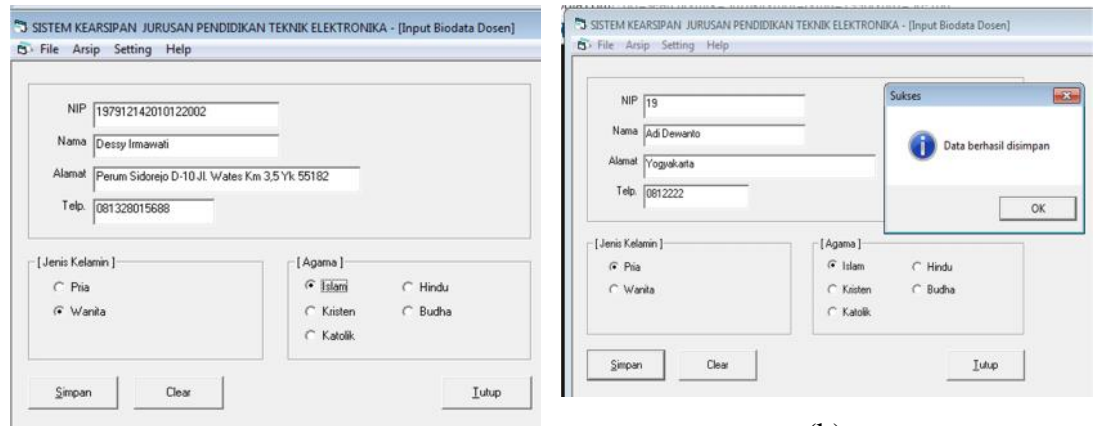 SISTEM KEARSIPAN JURUSAN PENDIDIKAN TEKNIK ELEKTRONIKA - [Input Biodata Dosen]
File Arsip Setting Help
NIP 197912142010122002
Nama Dessy Irmawati
Alamat Perum Sidorejo D-10 Jl. Wates Km 3,5 Yk 55182
Telp. 081328015688
[ Jenis Kelamin ] [ Agama ]
Pria Islam Hindu
Wanita Kristen Budha
Katolik
Simpan Clear Tutup
SISTEM KEARSIPAN JURUSAN PENDIDIKAN TEKNIK ELEKTRONIKA - [Input Biodata Dosen]
File Arsip Setting Help
NIP 19
Nama Adi Dewanto
Alamat Yogyakarta
Telp. 0812222
Sukses
Data berhasil disimpan
OK
[ Jenis Kelamin ] [ Agama ]
Pria Islam Hindu
Wanita Kristen Budha
Katolik
Simpan Clear Tutup